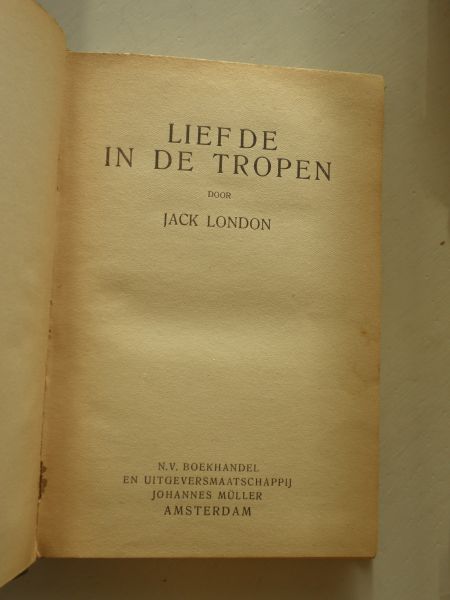 LIEFDE
IN DE TROPEN
DOOR
JACK LONDON
N.V. BOEKHANDEL
EN UITGEVERSMAATSCHAPPIJ
JOHANNES MÜLLER
AMSTERDAM